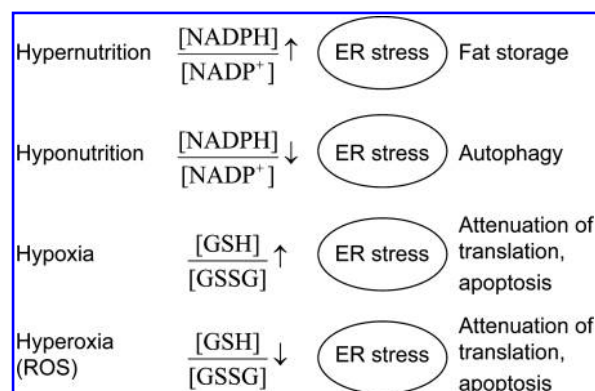 Hypernutrition [NADPH] ↑ ER stress Fat storage
[NADP⁺]
Hyponutrition [NADPH] ↓ ER stress Autophagy
[NADP⁺]
Attenuation of
Hypoxia [GSH] ↑ ER stress translation,
[GSSG] apoptosis
Attenuation of
Hyperoxia [GSH] ↓ ER stress translation,
(ROS) [GSSG] apoptosis